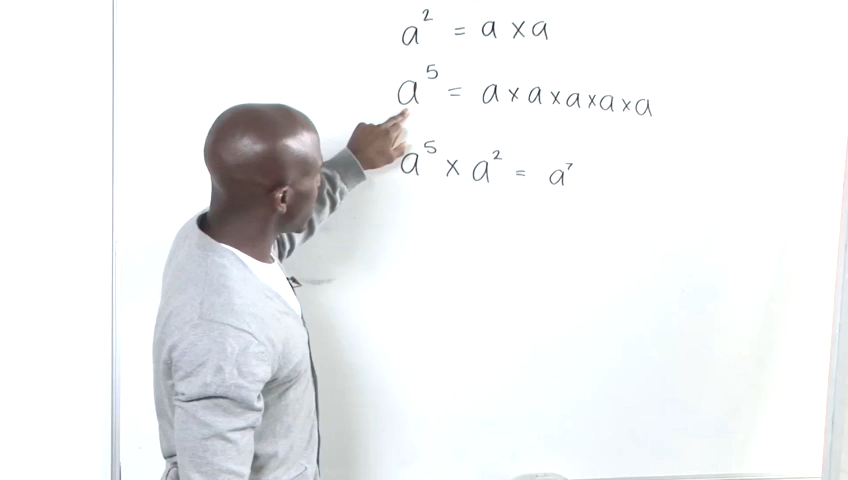 a² = a × a
a⁵ = a × a × a × a × a
a⁵ × a² = a⁷